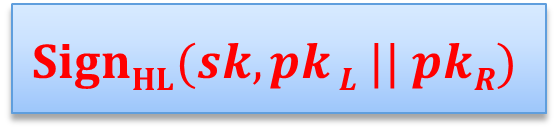 Sign_HL(sk, pk_L || pk_R)